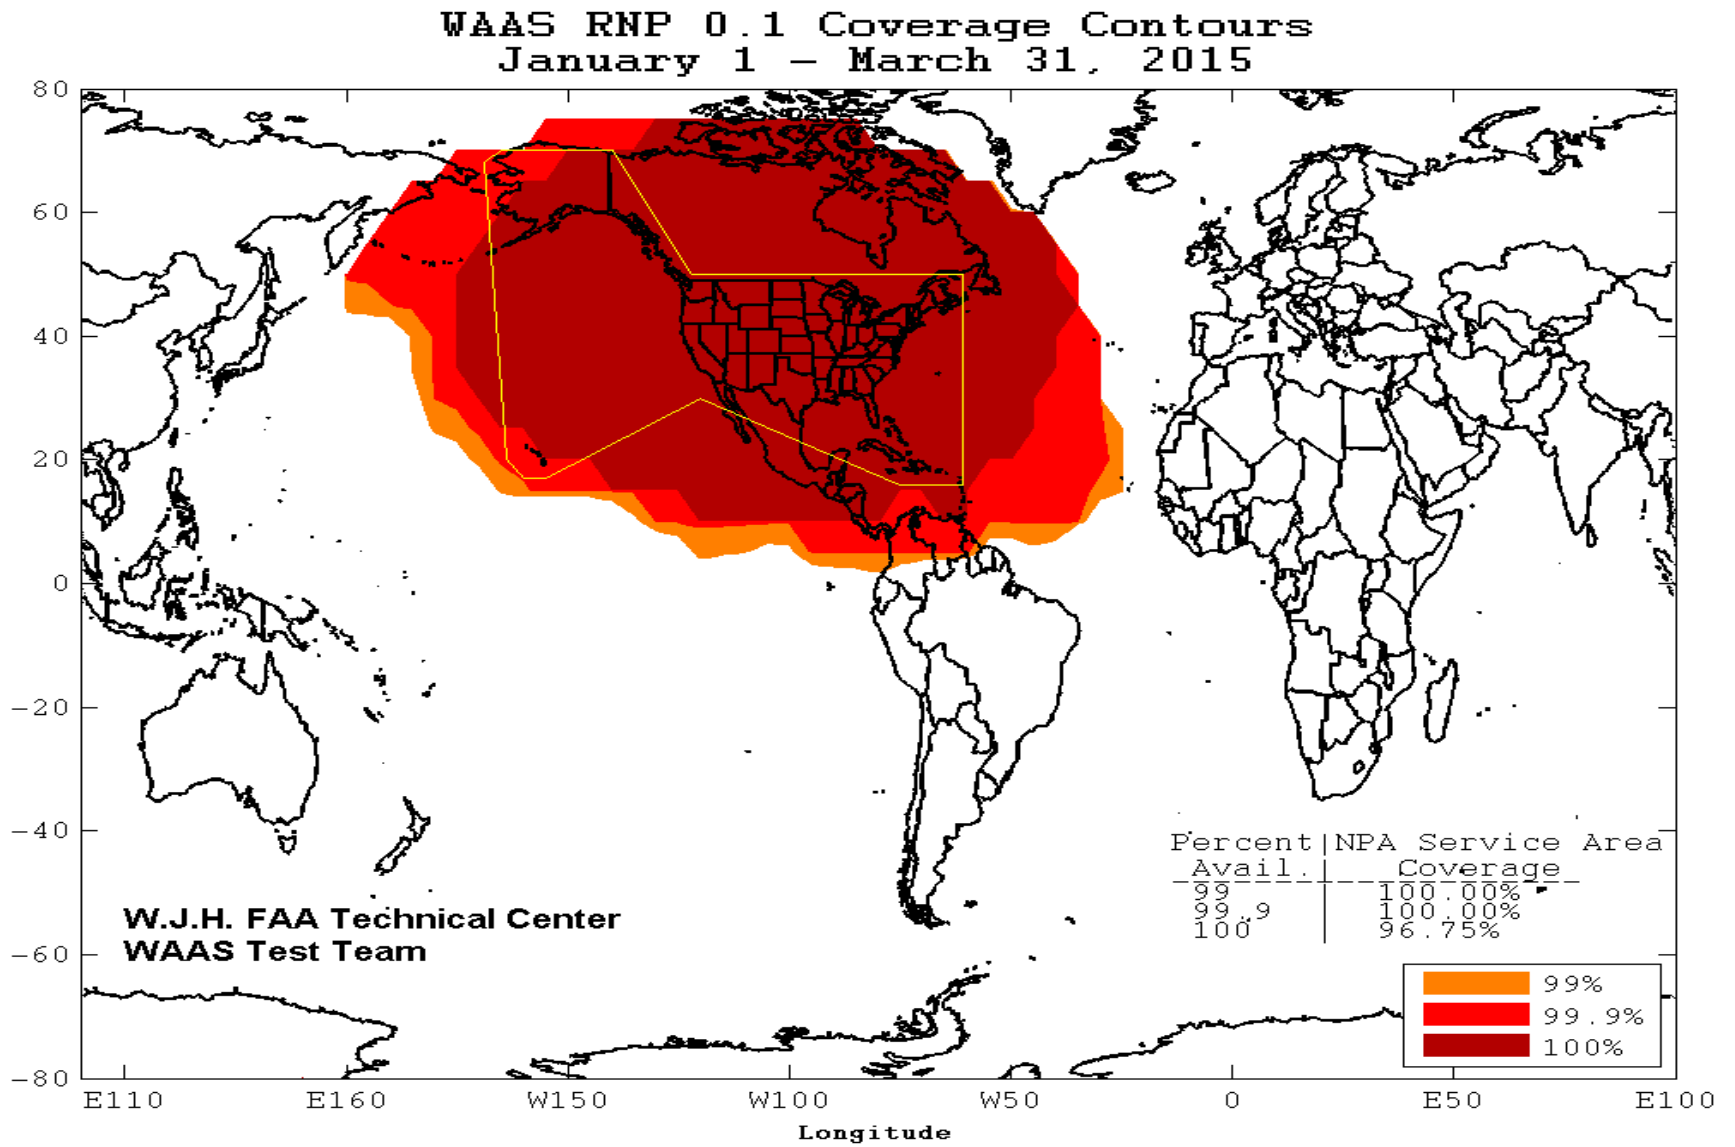 WAAS RNP 0.1 Coverage Contours
January 1 – March 31, 2015
80
60
40
20
0
−20
−40
−60
−80
Percent|NPA Service Area
Avail.| Coverage
99 | 100.00%
99.9 | 100.00%
100 | 96.75%
W.J.H. FAA Technical Center
WAAS Test Team
99%
99.9%
100%
E110 E160 W150 W100 W50 0 E50 E100
Longitude